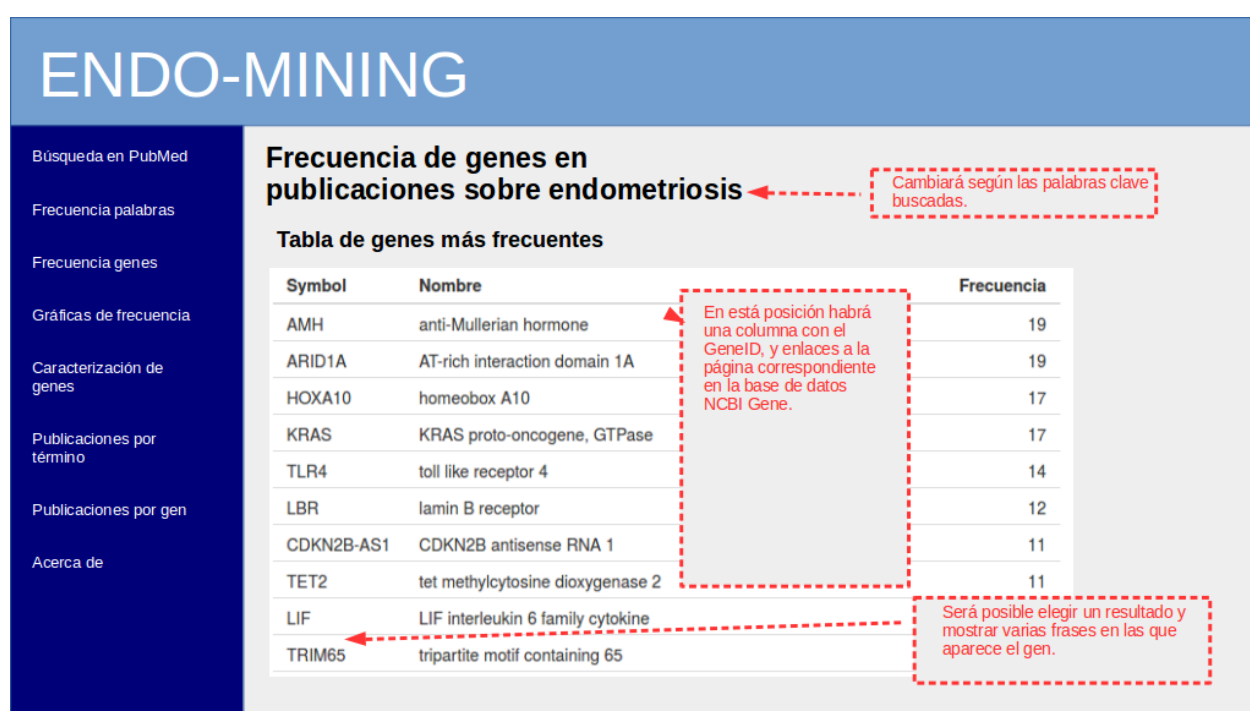 ENDO-MINING
Búsqueda en PubMed
Frecuencia palabras
Frecuencia genes
Gráficas de frecuencia
Caracterización de
genes
Publicaciones por
término
Publicaciones por gen
Acerca de
Frecuencia de genes en
publicaciones sobre endometriosis
Cambiará según las palabras clave
buscadas.
Tabla de genes más frecuentes
Symbol Nombre Frecuencia
AMH anti-Mullerian hormone 19
ARID1A AT-rich interaction domain 1A 19
HOXA10 homeobox A10 17
KRAS KRAS proto-oncogene, GTPase 17
TLR4 toll like receptor 4 14
LBR lamin B receptor 12
CDKN2B-AS1 CDKN2B antisense RNA 1 11
TET2 tet methylcytosine dioxygenase 2 11
LIF LIF interleukin 6 family cytokine
TRIM65 tripartite motif containing 65
En está posición habrá
una columna con el
GeneID, y enlaces a la
página correspondiente
en la base de datos
NCBI Gene.
Será posible elegir un resultado y
mostrar varias frases en las que
aparece el gen.